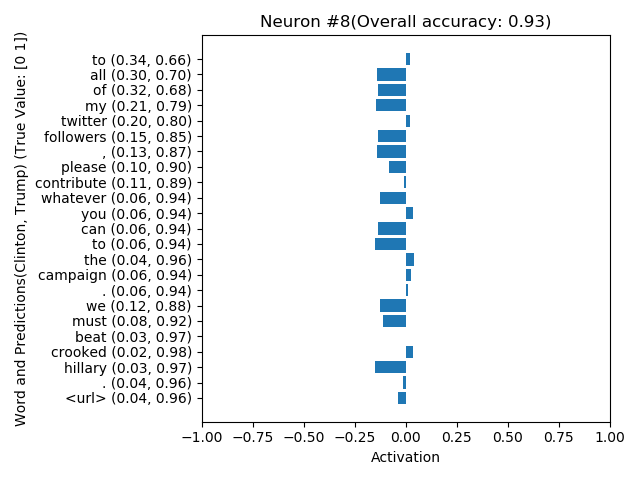 Neuron #8(Overall accuracy: 0.93)
Word and Predictions(Clinton, Trump) (True Value: [0 1])
to (0.34, 0.66)
all (0.30, 0.70)
of (0.32, 0.68)
my (0.21, 0.79)
twitter (0.20, 0.80)
followers (0.15, 0.85)
, (0.13, 0.87)
please (0.10, 0.90)
contribute (0.11, 0.89)
whatever (0.06, 0.94)
you (0.06, 0.94)
can (0.06, 0.94)
to (0.06, 0.94)
the (0.04, 0.96)
campaign (0.06, 0.94)
. (0.06, 0.94)
we (0.12, 0.88)
must (0.08, 0.92)
beat (0.03, 0.97)
crooked (0.02, 0.98)
hillary (0.03, 0.97)
. (0.04, 0.96)
<url> (0.04, 0.96)
−1.00 −0.75 −0.50 −0.25 0.00 0.25 0.50 0.75 1.00
Activation